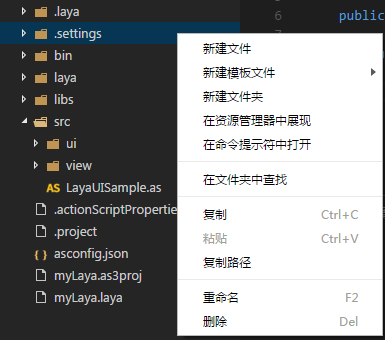 .laya
.settings
bin
laya
libs
src
ui
view
AS LayaUISample.as
.actionScriptPropertie
.project
{ } asconfig.json
myLaya.as3proj
myLaya.laya
6 public
7
新建文件
新建模板文件
新建文件夹
在资源管理器中展现
在命令提示符中打开
在文件夹中查找
复制 Ctrl+C
粘贴 Ctrl+V
复制路径
重命名 F2
删除 Del